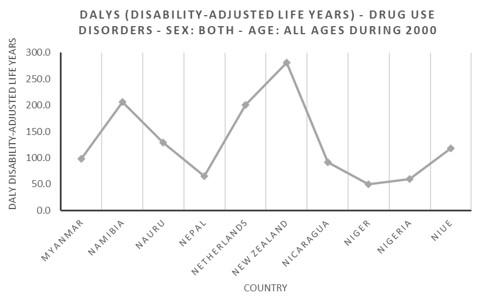 DALYS (DISABILITY-ADJUSTED LIFE YEARS) - DRUG USE
DISORDERS - SEX: BOTH - AGE: ALL AGES DURING 2000
DALY DISABILITY-ADJUSTED LIFE YEARS
300.0
250.0
200.0
150.0
100.0
50.0
0.0
MYANMAR
NAMIBIA
NAURU
NEPAL
NETHERLANDS
NEW ZEALAND
NICARAGUA
NIGER
NIGERIA
NIUE
COUNTRY